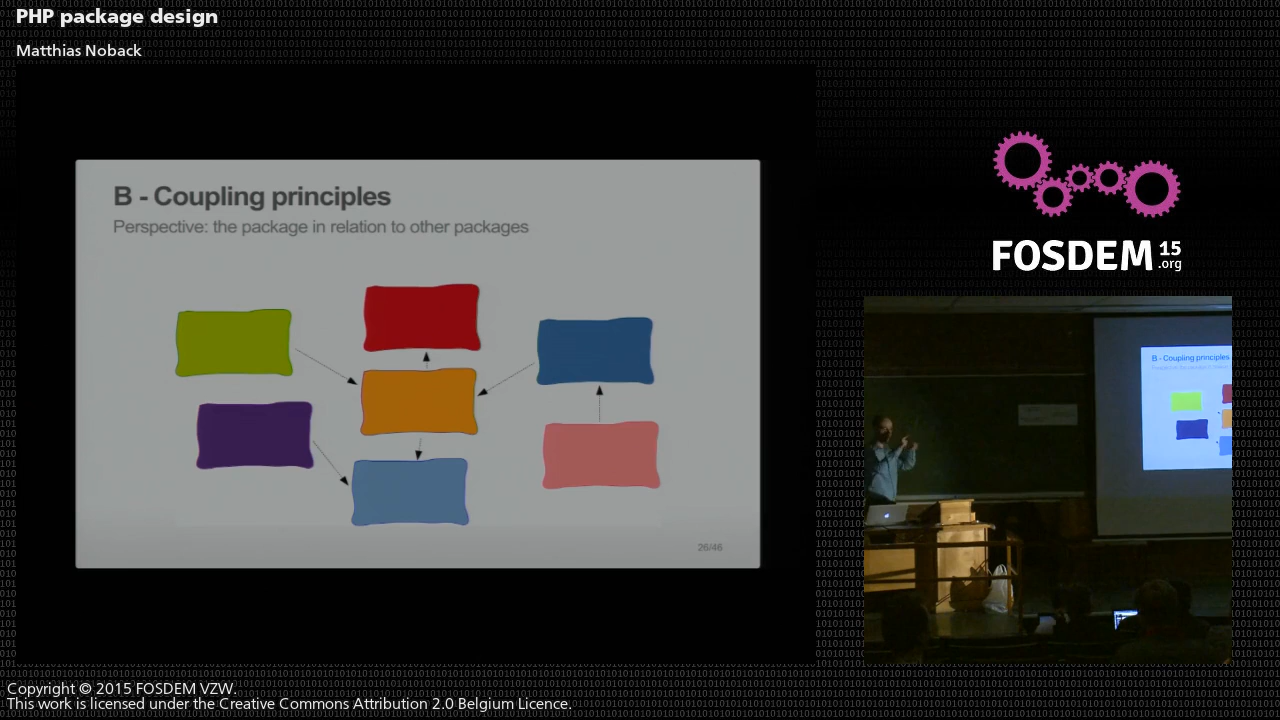 PHP package design
Matthias Noback
B - Coupling principles
Perspective: the package in relation to other packages
26/46
FOSDEM 15
.org
B - Coupling principles
Copyright © 2015 FOSDEM VZW.
This work is licensed under the Creative Commons Attribution 2.0 Belgium Licence.